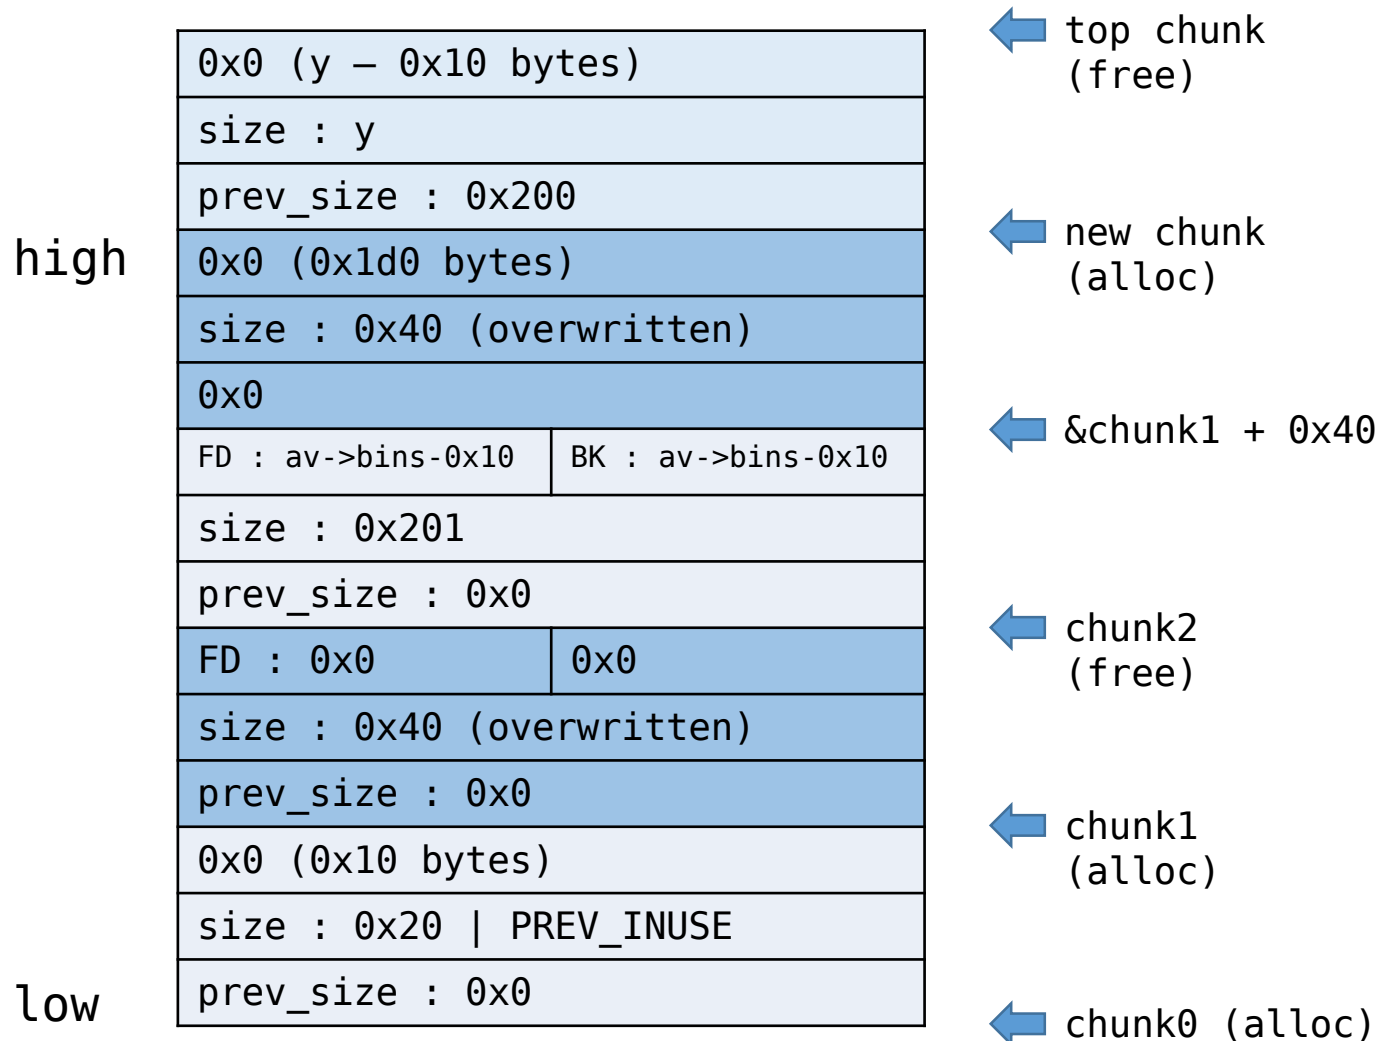 top chunk
(free)
0x0 (y – 0x10 bytes)
size : y
prev_size : 0x200
new chunk
(alloc)
high
0x0 (0x1d0 bytes)
size : 0x40 (overwritten)
0x0
&chunk1 + 0x40
FD : av->bins-0x10
BK : av->bins-0x10
size : 0x201
prev_size : 0x0
chunk2
(free)
FD : 0x0
0x0
size : 0x40 (overwritten)
prev_size : 0x0
chunk1
(alloc)
0x0 (0x10 bytes)
size : 0x20 | PREV_INUSE
low
prev_size : 0x0
chunk0 (alloc)